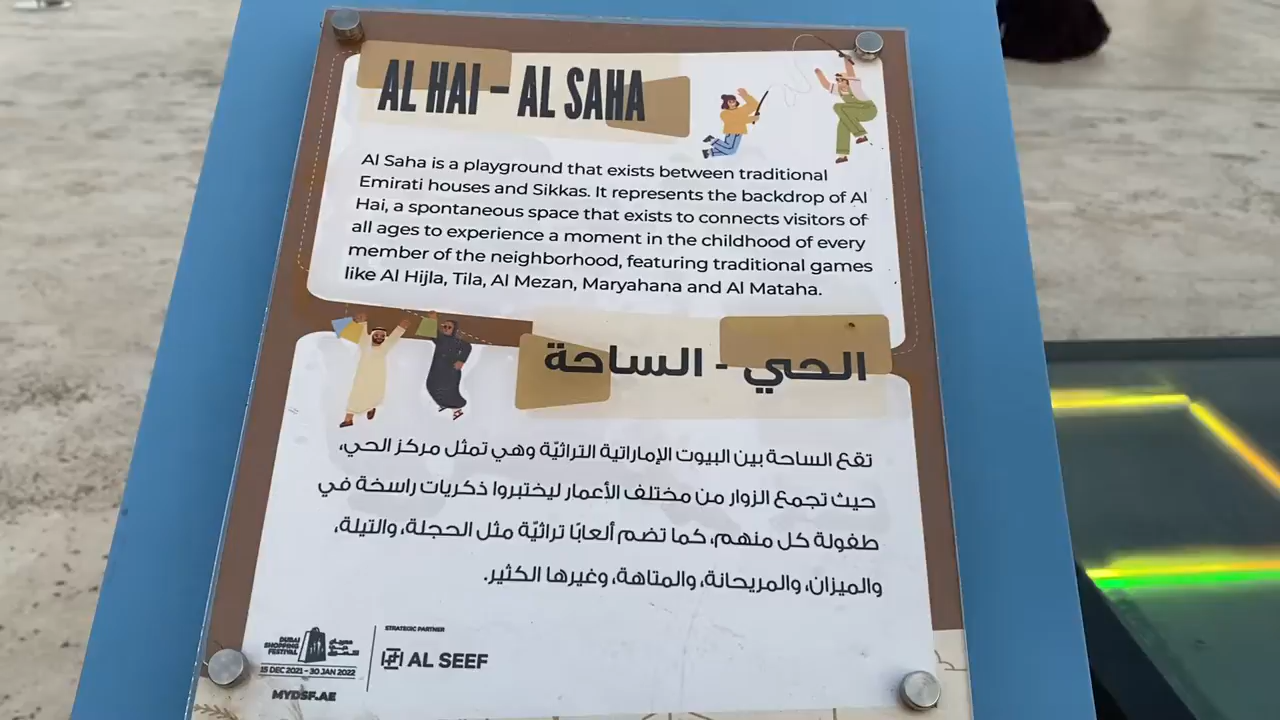 AL HAI – AL SAHA
Al Saha is a playground that exists between traditional
Emirati houses and Sikkas. It represents the backdrop of Al
Hai, a spontaneous space that exists to connects visitors of
all ages to experience a moment in the childhood of every
member of the neighborhood, featuring traditional games
like Al Hijla, Tila, Al Mezan, Maryahana and Al Mataha.
الحي - الساحة
تقع الساحة بين البيوت الإماراتية التراثيّة وهي تمثل مركز الحي،
حيث تجمع الزوار من مختلف الأعمار ليختبروا ذكريات راسخة في
طفولة كل منهم، كما تضم ألعابًا تراثيّة مثل الحجلة، والتيلة،
والميزان، والمريحانة، والمتاهة، وغيرها الكثير.
DUBAI
SHOPPING
FESTIVAL
15 DEC 2021 - 30 JAN 2022
MYDSF.AE
STRATEGIC PARTNER
AL SEEF